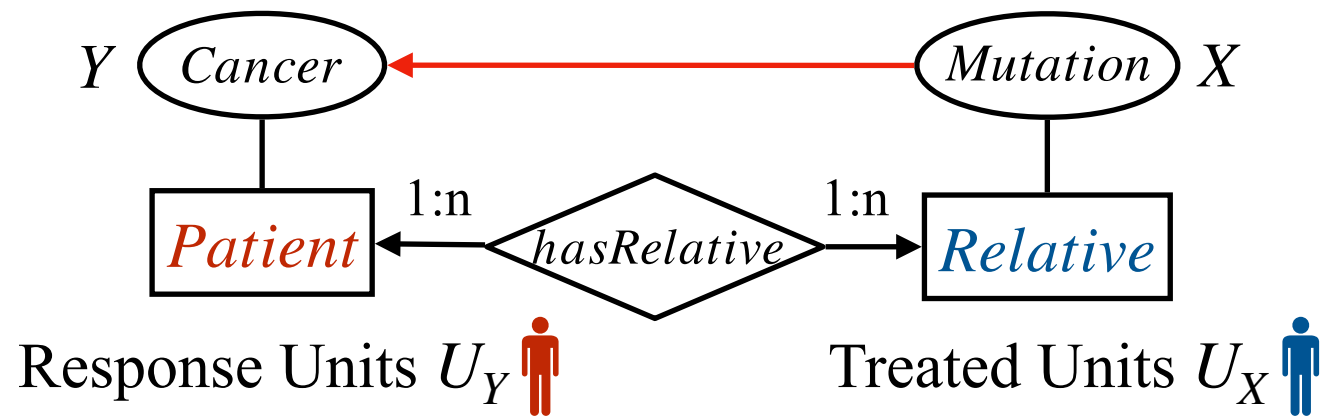 Y Cancer Mutation X
1:n 1:n
Patient hasRelative Relative
Response Units U_Y Treated Units U_X